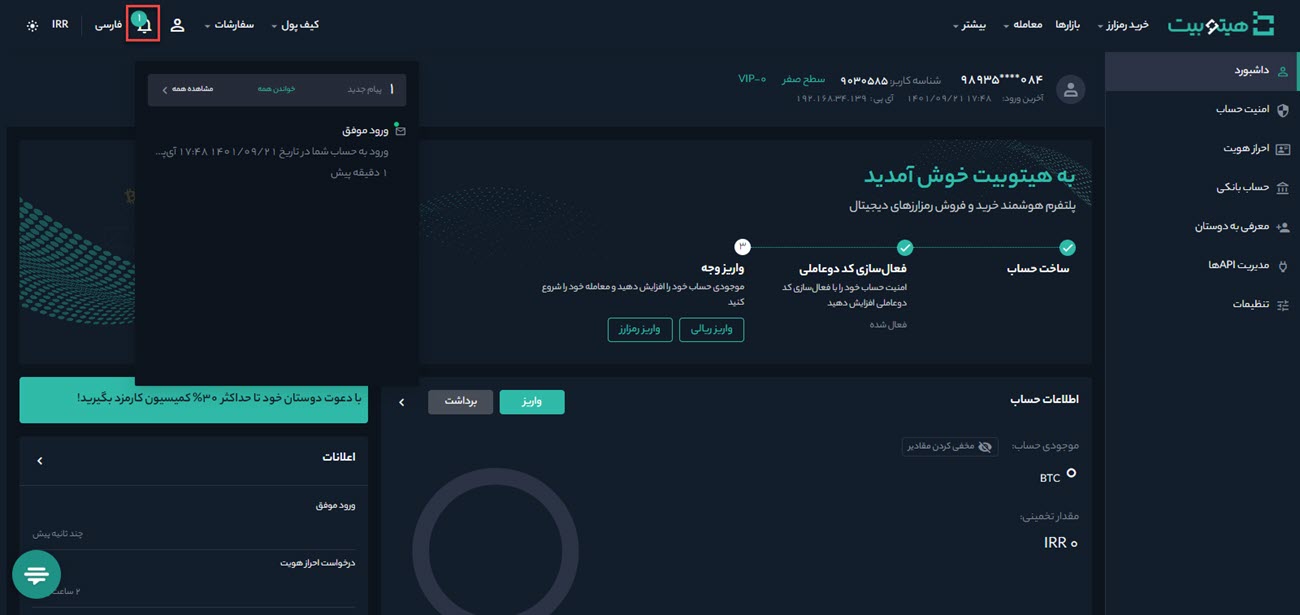 هیتوبیت
خرید رمزارز
بازارها
معامله
بیشتر
کیف پول
سفارشات
۱
فارسی
IRR
داشبورد
امنیت حساب
احراز هویت
حساب بانکی
معرفی به دوستان
مدیریت APIها
تنظیمات
۹۸۹۳۵****۰۸۴
شناسه کاربر: ۹۰۳۰۵۸۵
سطح صفر
VIP-۰
آخرین ورود: ۱۷:۴۸ ۱۴۰۱/۰۹/۲۱
آی پی: ۱۹۲.۱۶۸.۳۴.۱۳۹
۱ پیام جدید
خواندن همه
مشاهده همه
ورود موفق
ورود به حساب شما در تاریخ ۱۴۰۱/۰۹/۲۱ ۱۷:۴۸ آی‌پ...
۱ دقیقه پیش
به هیتوبیت خوش آمدید
پلتفرم هوشمند خرید و فروش رمزارزهای دیجیتال
ساخت حساب
فعال‌سازی کد دوعاملی
امنیت حساب خود را با فعال‌سازی کد
دوعاملی افزایش دهید
فعال شده
۳
واریز وجه
موجودی حساب خود را افزایش دهید و معامله خود را شروع
کنید
واریز ریالی
واریز رمزارز
اطلاعات حساب
واریز
برداشت
موجودی حساب:
مخفی کردن مقادیر
BTC ۰
مقدار تخمینی:
IRR ۰
با دعوت دوستان خود تا حداکثر ۳۰% کمیسیون کارمزد بگیرید!
اعلانات
ورود موفق
چند ثانیه پیش
درخواست احراز هویت
۲ ساعت